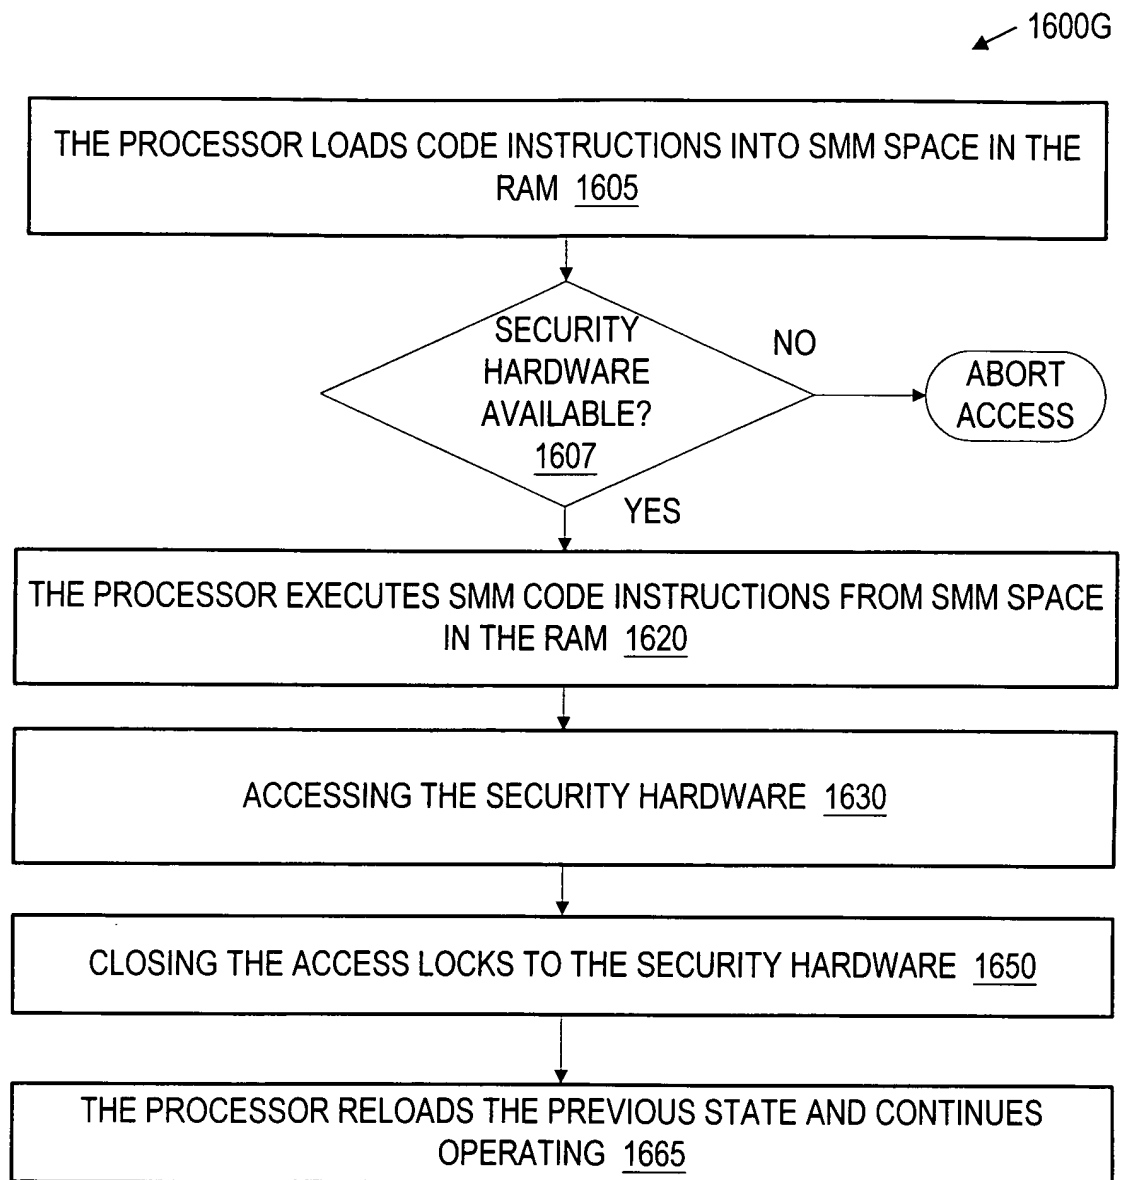 1600G
THE PROCESSOR LOADS CODE INSTRUCTIONS INTO SMM SPACE IN THE
RAM 1605
SECURITY
HARDWARE
AVAILABLE?
1607
NO
ABORT
ACCESS
YES
THE PROCESSOR EXECUTES SMM CODE INSTRUCTIONS FROM SMM SPACE
IN THE RAM 1620
ACCESSING THE SECURITY HARDWARE 1630
CLOSING THE ACCESS LOCKS TO THE SECURITY HARDWARE 1650
THE PROCESSOR RELOADS THE PREVIOUS STATE AND CONTINUES
OPERATING 1665